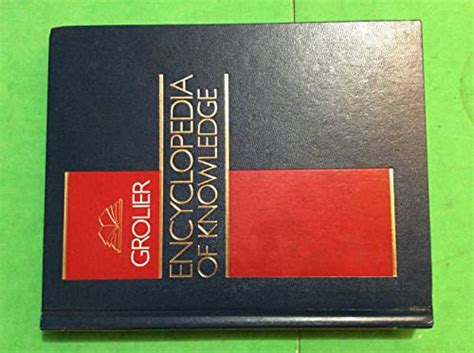 GROLIER
ENCYCLOPEDIA
OF KNOWLEDGE